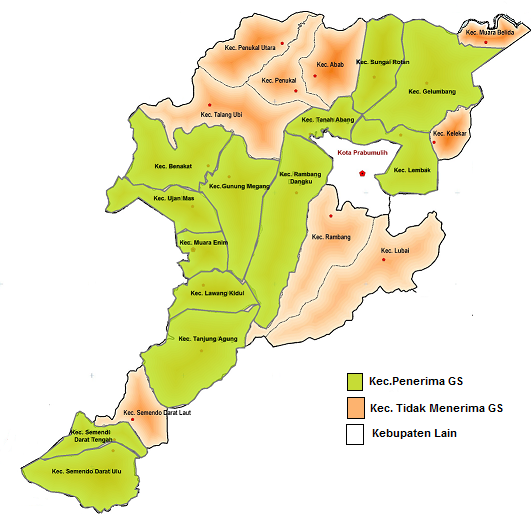 Kec. Muara Belida
Kec. Penukal Utara
Kec. Abab
Kec. Sungai Rotan
Kec. Penukal
Kec. Gelumbang
Kec. Talang Ubi
Kec. Tanah Abang
Kec. Kelekar
Kota Prabumulih
Kec. Benakat
Kec. Lembak
Kec. Rambang
Dangku
Kec.Gunung Megang
Kec. Ujan Mas
Kec. Rambang
Kec. Muara Enim
Kec. Lubai
Kec. Lawang Kidul
Kec. Tanjung Agung
Kec.Penerima GS
Kec. Tidak Menerima GS
Kebupaten Lain
Kec. Semendo Darat Laut
Kec. Semendi
Darat Tengah
Kec. Semendo Darat Ulu